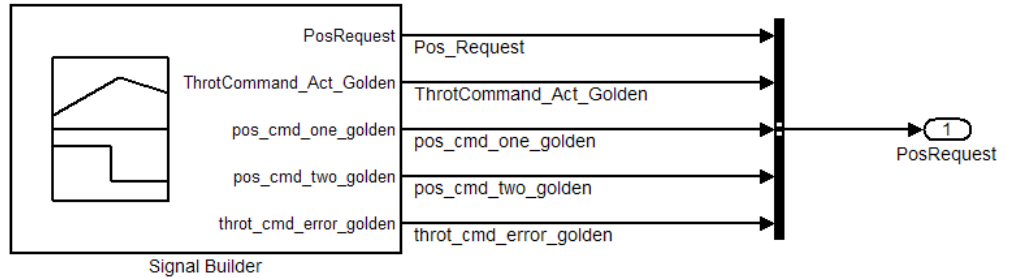 PosRequest
Pos_Request
ThrotCommand_Act_Golden
ThrotCommand_Act_Golden
pos_cmd_one_golden
pos_cmd_one_golden
1
PosRequest
pos_cmd_two_golden
pos_cmd_two_golden
throt_cmd_error_golden
throt_cmd_error_golden
Signal Builder